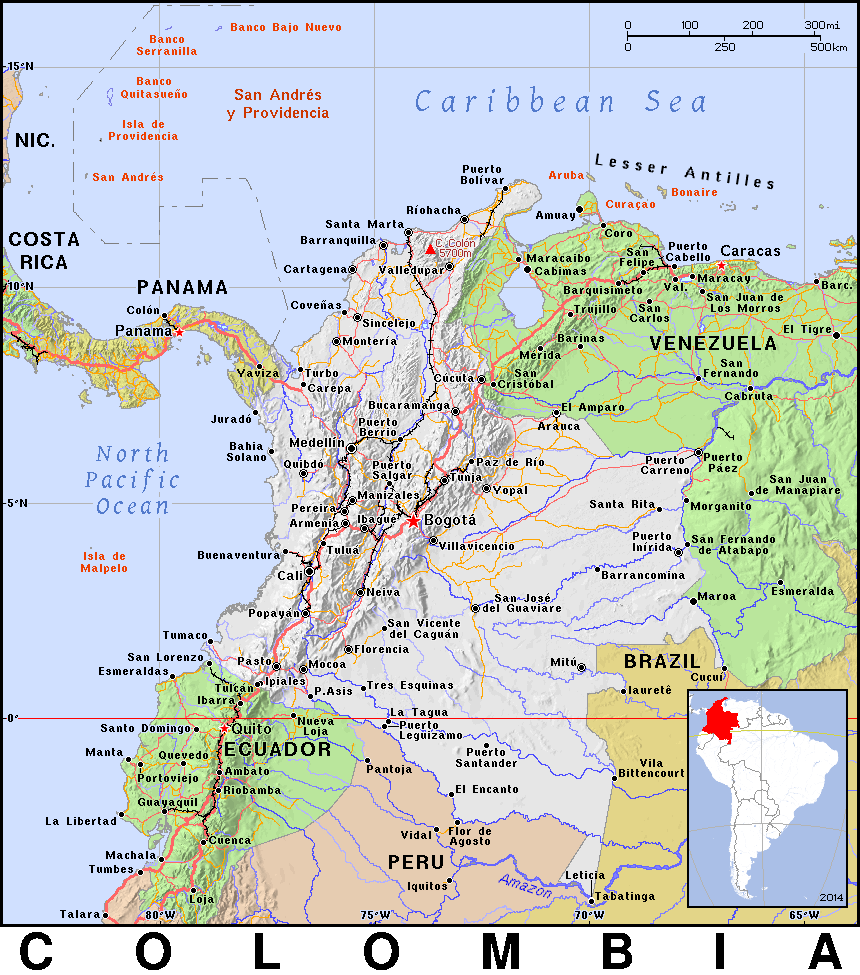 0 100 200 300mi
0 250 500km
Banco
Serranilla
Banco Bajo Nuevo
15°N
Banco
Quitasueño
San Andrés
y Providencia
Caribbean Sea
Isla de
Providencia
NIC.
San Andrés
Lesser Antilles
Puerto
Bolívar
Aruba
Curaçao
Bonaire
Amuay
Coro
Ríohacha
Santa Marta
Barranquilla
C. Colón
5700m
COSTA
RICA
Cartagena
Valledupar
Maracaibo
Cabimas
San
Felipe
Puerto
Cabello
Caracas
Maracay
Val.
Barc.
10°N
PANAMA
Colón
Panama
Coveñas
Sincelejo
Montería
Barquisimeto
San Juan de
Los Morros
San
Carlos
Trujillo
El Tigre
Barinas
Mérida
VENEZUELA
Yaviza
Turbo
Carepa
Cúcuta
San
Cristóbal
San
Fernando
Cabruta
Bucaramanga
El Amparo
Arauca
Juradó
Puerto
Berrio
Medellín
Bahia
Solano
Quibdó
Puerto
Salgar
Paz de Río
Tunja
Yopal
Puerto
Carreno
Puerto
Páez
North
Pacific
Ocean
Manizales
Pereira
Armenia
Ibague
Bogotá
Santa Rita
Morganito
San Juan
de Manapiare
5°N
Isla de
Malpelo
Buenaventura
Tuluá
Villavicencio
Puerto
Inírida
San Fernando
de Atabapo
Cali
Barrancomina
Esmeralda
Neiva
San José
del Guaviare
Maroa
Popayán
San Vicente
del Caguán
Tumaco
Florencia
San Lorenzo
Esmeraldas
Pasto
Mocoa
Mitú
BRAZIL
Cucuí
Tulcán
Ipiales
P.Asis
Tres Esquinas
Iauretê
Ibarra
0°
Santo Domingo
Quito
Nueva
Loja
La Tagua
Puerto
Leguizamo
ECUADOR
Manta
Quevedo
Portoviejo
Ambato
Riobamba
Pantoja
Puerto
Santander
Vila
Bittencourt
Guayaquil
El Encanto
La Libertad
Cuenca
Vidal
Flor de
Agosto
Machala
Tumbes
PERU
Iquitos
Amazon
Leticia
Tabatinga
Loja
Talara
2014
80°W 75°W 70°W 65°W
COLOMBIA